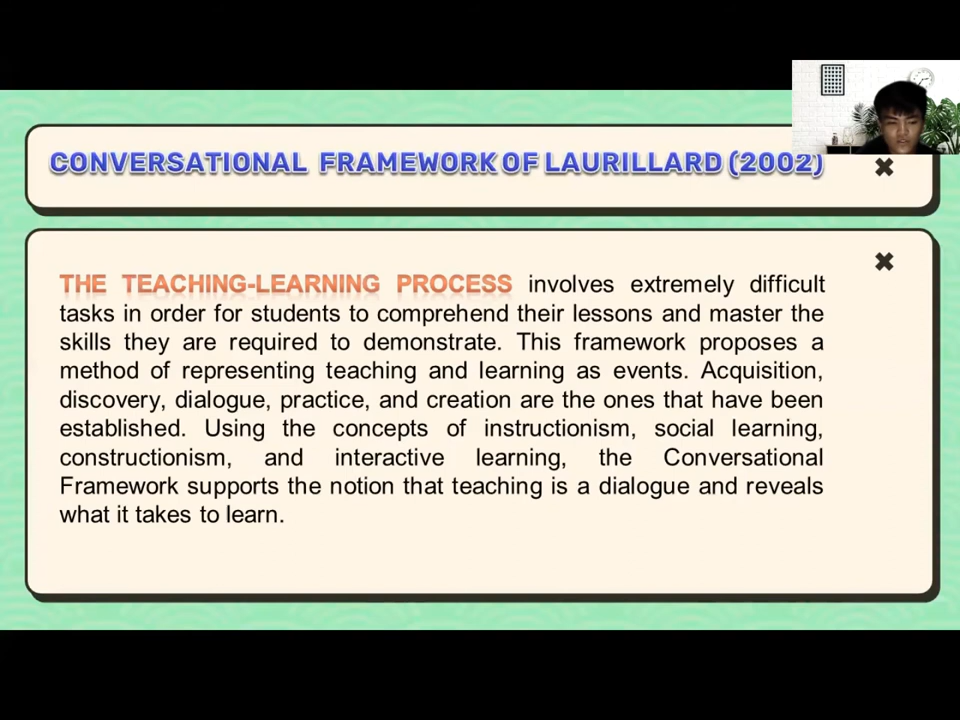 CONVERSATIONAL FRAMEWORK OF LAURILLARD (2002)
THE TEACHING-LEARNING PROCESS involves extremely difficult
tasks in order for students to comprehend their lessons and master the
skills they are required to demonstrate. This framework proposes a
method of representing teaching and learning as events. Acquisition,
discovery, dialogue, practice, and creation are the ones that have been
established. Using the concepts of instructionism, social learning,
constructionism, and interactive learning, the Conversational
Framework supports the notion that teaching is a dialogue and reveals
what it takes to learn.